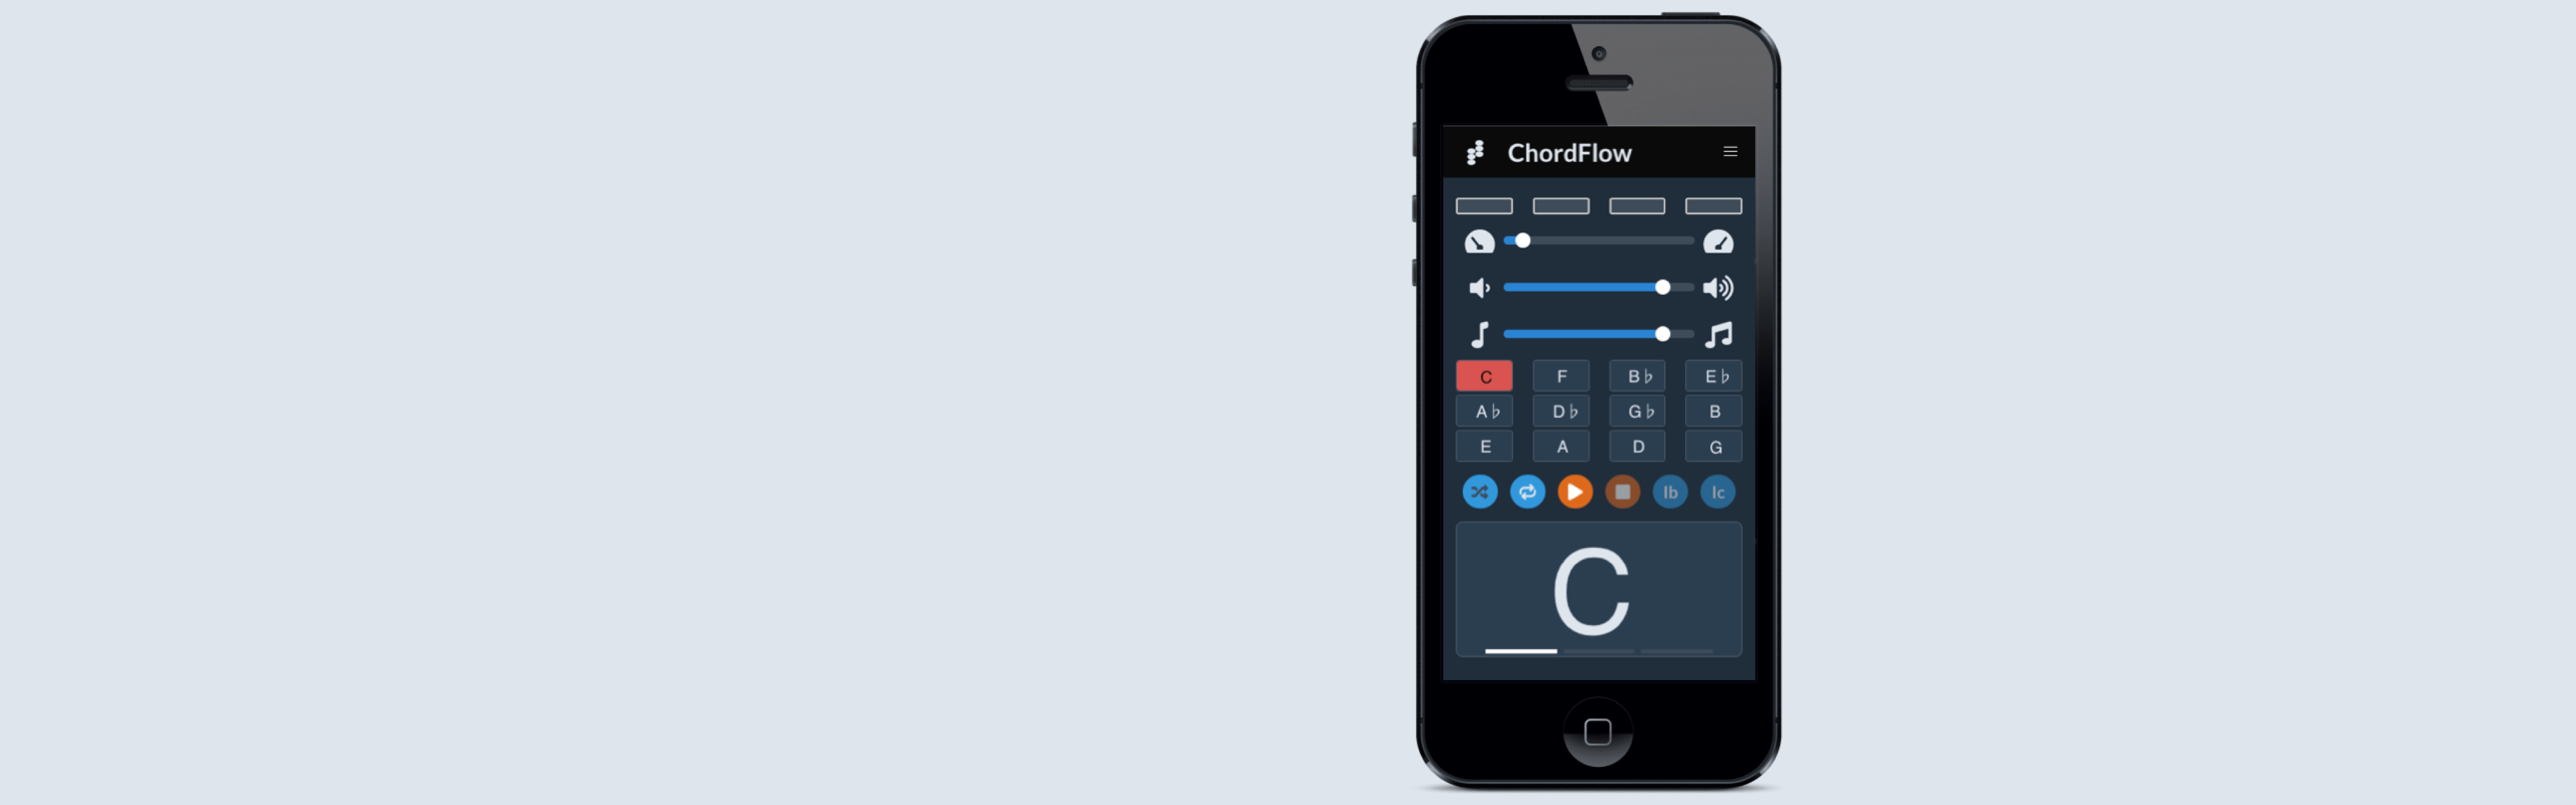 ChordFlow
C F B♭ E♭
A♭ D♭ G♭ B
E A D G
Ib Ic
C